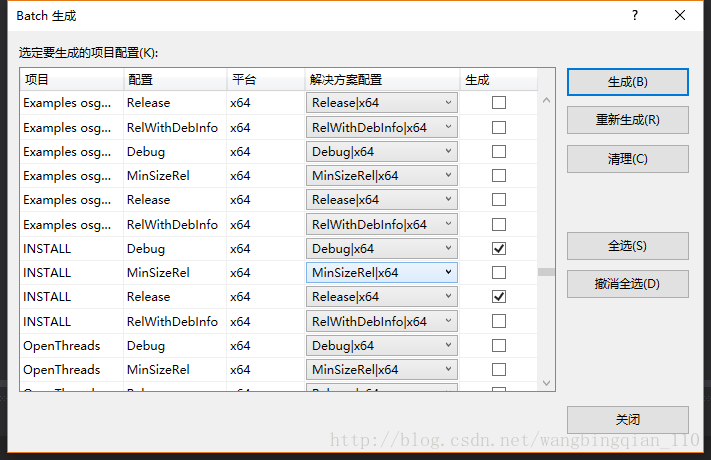 Batch 生成
选定要生成的项目配置(K):
项目 配置 平台 解决方案配置 生成
Examples osg... Release x64 Release|x64
Examples osg... RelWithDebInfo x64 RelWithDebInfo|x64
Examples osg... Debug x64 Debug|x64
Examples osg... MinSizeRel x64 MinSizeRel|x64
Examples osg... Release x64 Release|x64
Examples osg... RelWithDebInfo x64 RelWithDebInfo|x64
INSTALL Debug x64 Debug|x64
INSTALL MinSizeRel x64 MinSizeRel|x64
INSTALL Release x64 Release|x64
INSTALL RelWithDebInfo x64 RelWithDebInfo|x64
OpenThreads Debug x64 Debug|x64
OpenThreads MinSizeRel x64 MinSizeRel|x64
生成(B)
重新生成(R)
清理(C)
全选(S)
撤消全选(D)
关闭
http://blog.csdn.net/wangbingqian_110